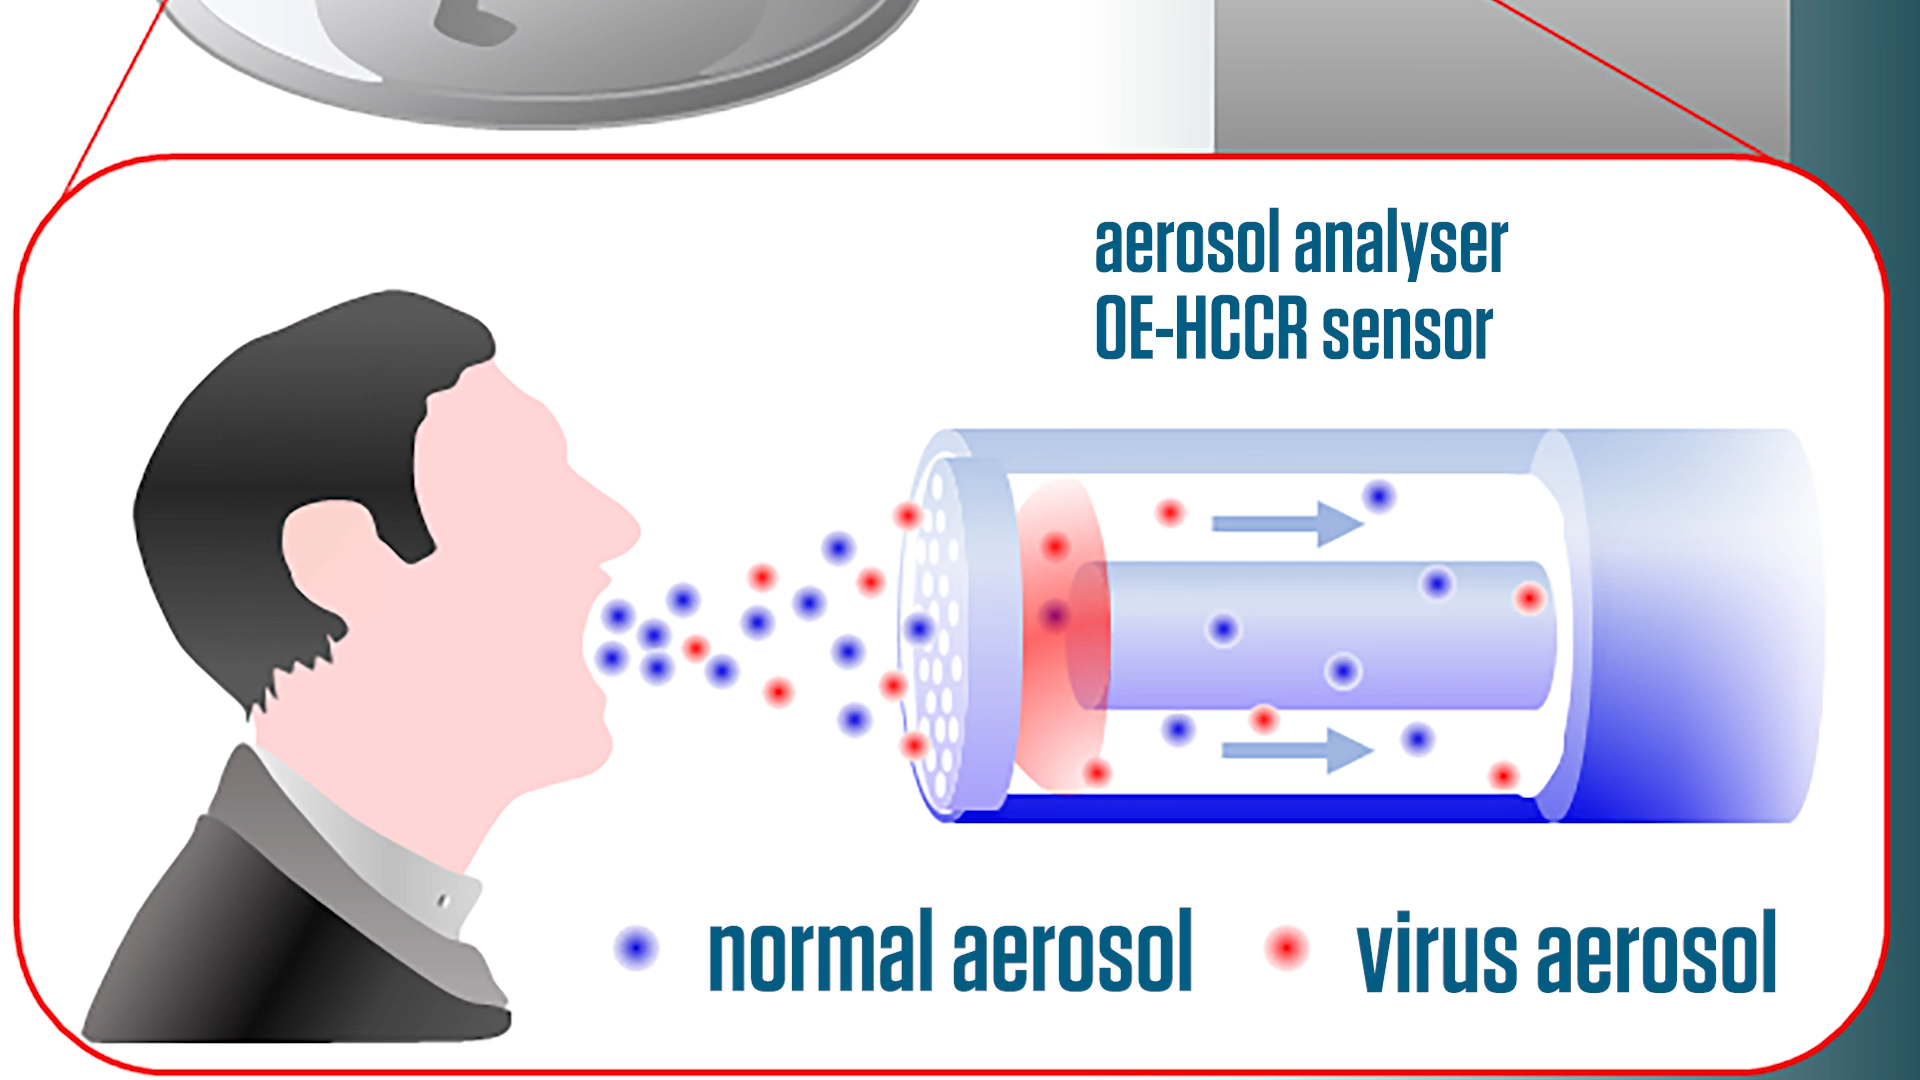 aerosol analyser
OE-HCCR sensor
normal aerosol
virus aerosol